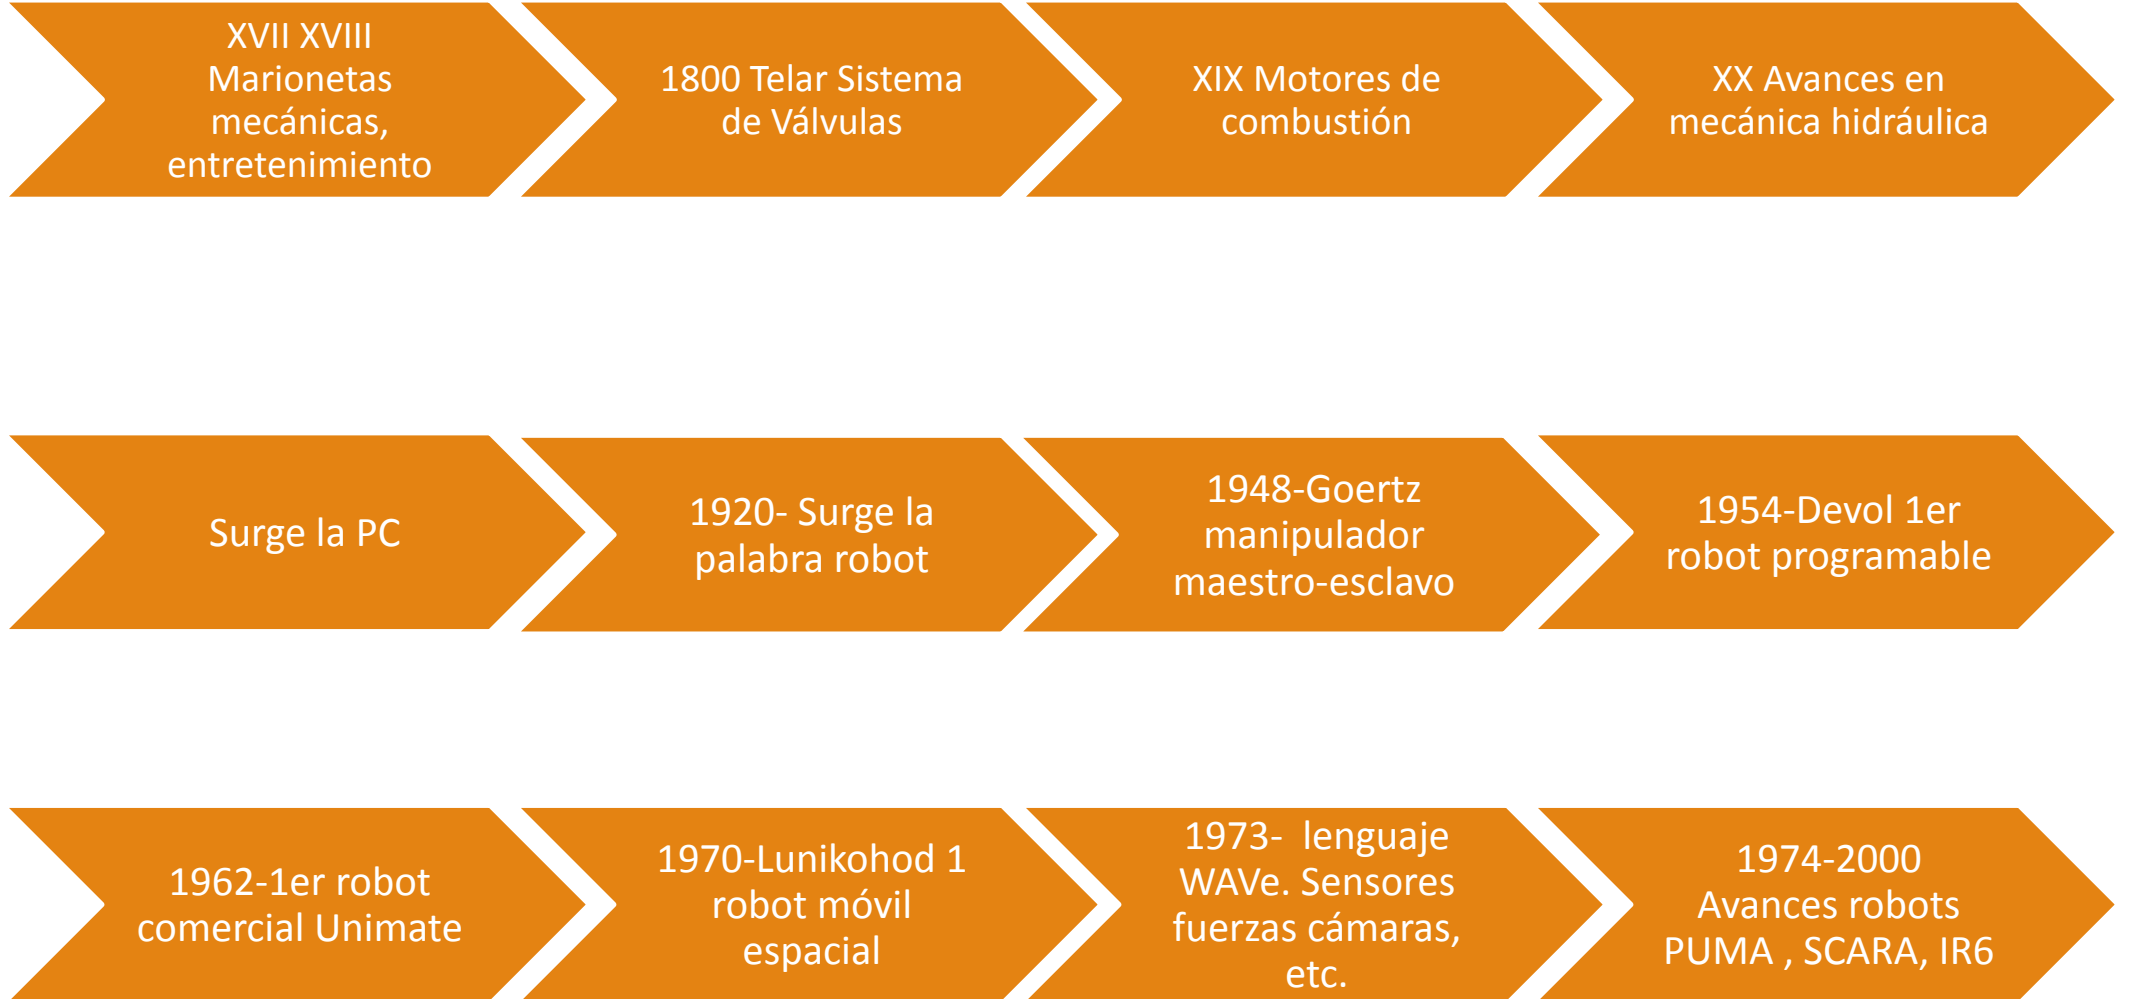 XVII XVIII
Marionetas
mecánicas,
entretenimiento
1800 Telar Sistema
de Válvulas
XIX Motores de
combustión
XX Avances en
mecánica hidráulica
Surge la PC
1920- Surge la
palabra robot
1948-Goertz
manipulador
maestro-esclavo
1954-Devol 1er
robot programable
1962-1er robot
comercial Unimate
1970-Lunikohod 1
robot móvil
espacial
1973-  lenguaje
WAVe. Sensores
fuerzas cámaras,
etc.
1974-2000
Avances robots
PUMA , SCARA, IR6